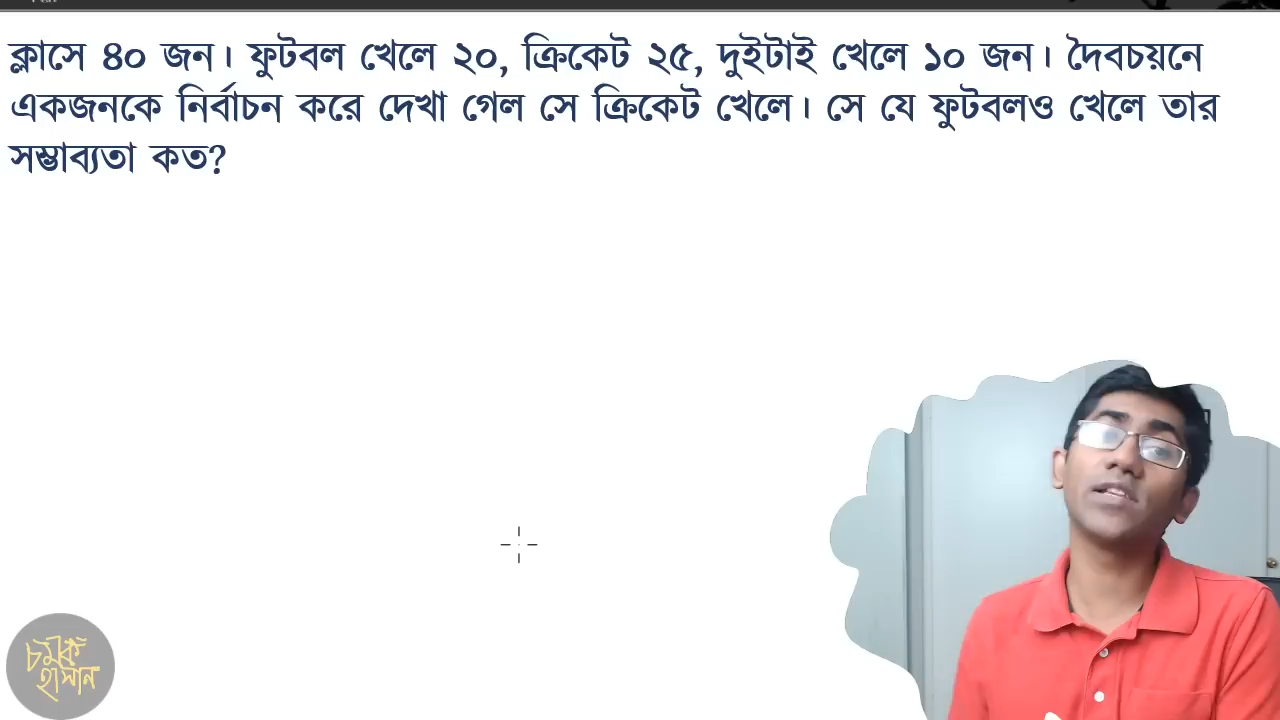 ক্লাসে ৪০ জন। ফুটবল খেলে ২০, ক্রিকেট ২৫, দুইটাই খেলে ১০ জন। দৈবচয়নে
একজনকে নির্বাচন করে দেখা গেল সে ক্রিকেট খেলে। সে যে ফুটবলও খেলে তার
সম্ভাব্যতা কত?
চমক
হাসান